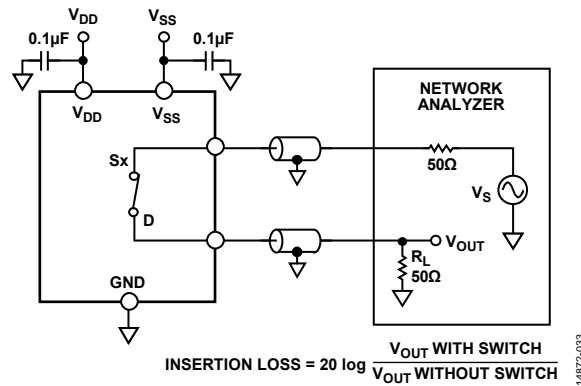 VDD
VSS
0.1µF
0.1µF
VDD
VSS
NETWORK
ANALYZER
Sx
50Ω
VS
D
VOUT
RL
50Ω
GND
INSERTION LOSS = 20 log VOUT WITH SWITCH
VOUT WITHOUT SWITCH
14872-033